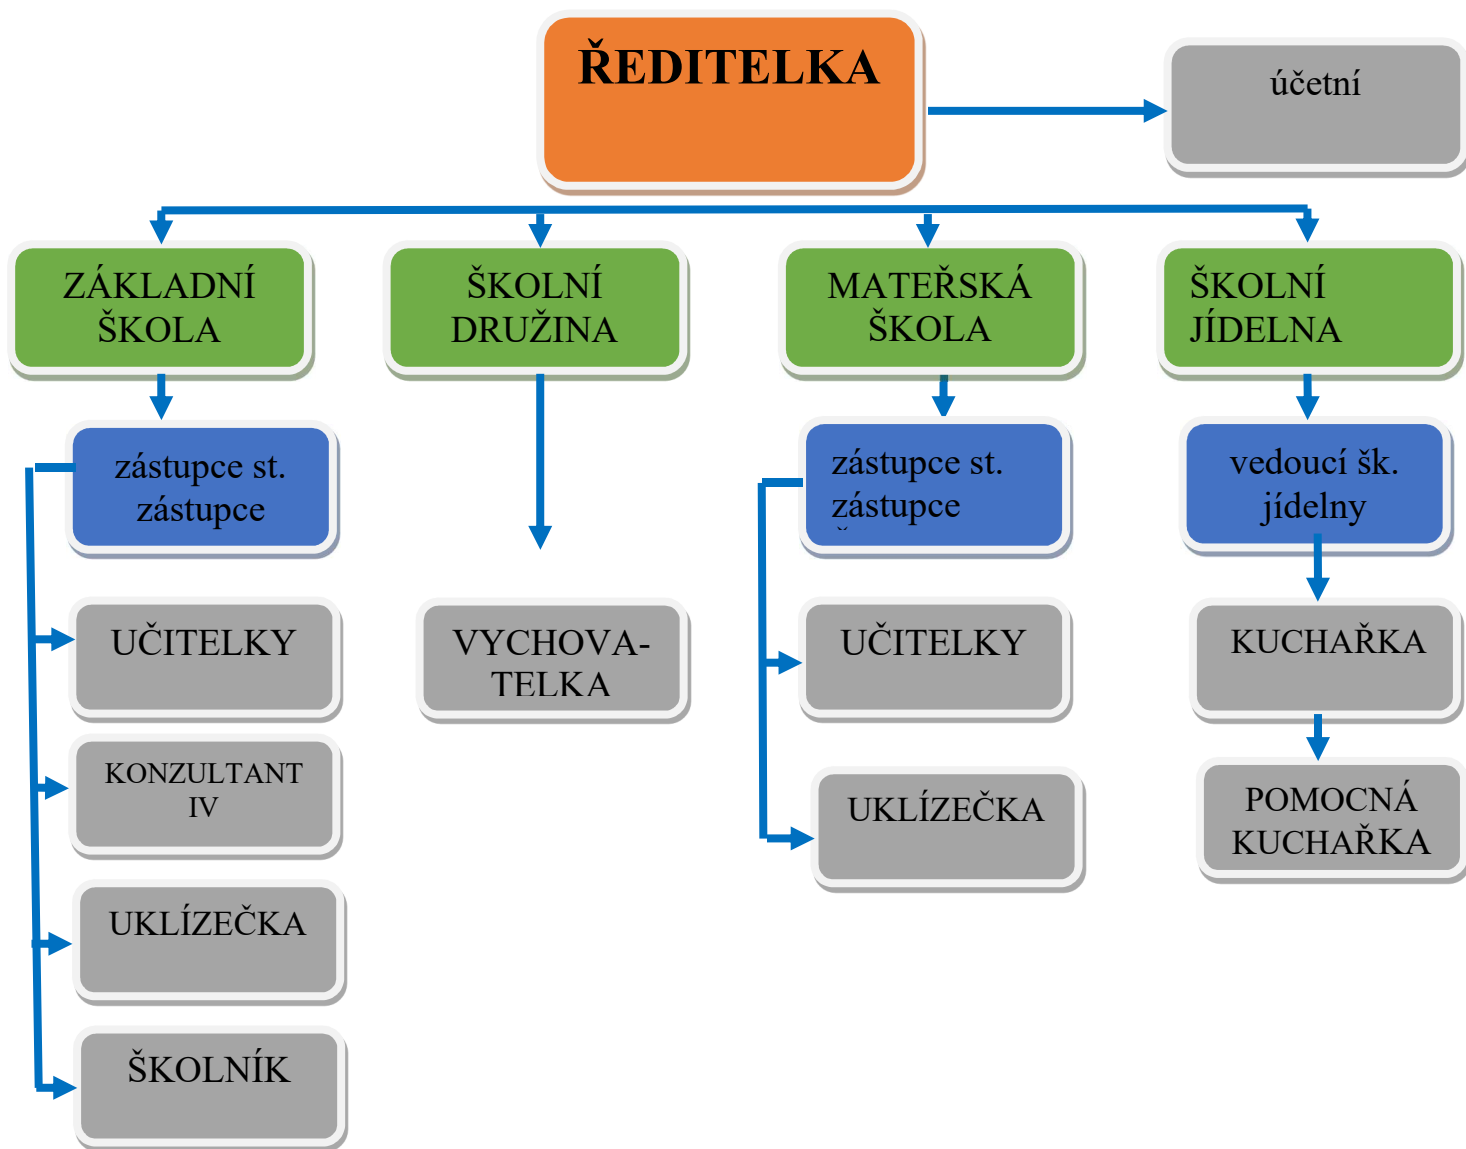 ŘEDITELKA
účetní
ZÁKLADNÍ
ŠKOLA
ŠKOLNÍ
DRUŽINA
MATEŘSKÁ
ŠKOLA
ŠKOLNÍ
JÍDELNA
zástupce st.
zástupce
zástupce st.
zástupce
vedoucí šk.
jídelny
UČITELKY
VYCHOVA-
TELKA
UČITELKY
KUCHAŘKA
KONZULTANT
IV
UKLÍZEČKA
POMOCNÁ
KUCHAŘKA
UKLÍZEČKA
ŠKOLNÍK